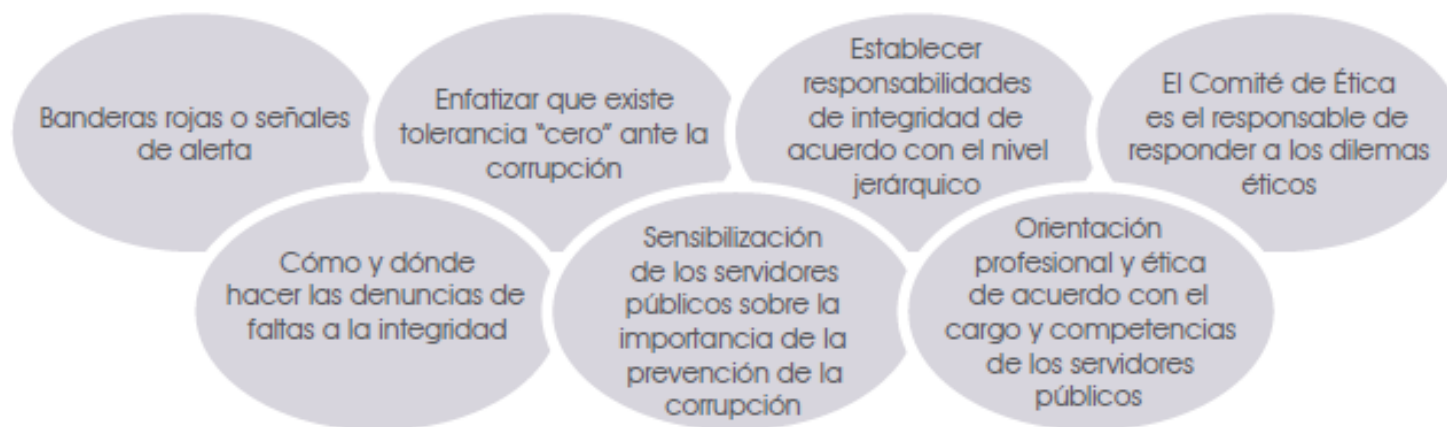 Banderas rojas o señales
de alerta
Enfatizar que existe
tolerancia "cero" ante la
corrupción
Establecer
responsabilidades
de integridad de
acuerdo con el nivel
jerárquico
El Comité de Ética
es el responsable de
responder a los dilemas
éticos
Cómo y dónde
hacer las denuncias de
faltas a la integridad
Sensibilización
de los servidores
públicos sobre la
importancia de la
prevención de la
corrupción
Orientación
profesional y ética
de acuerdo con el
cargo y competencias
de los servidores
públicos